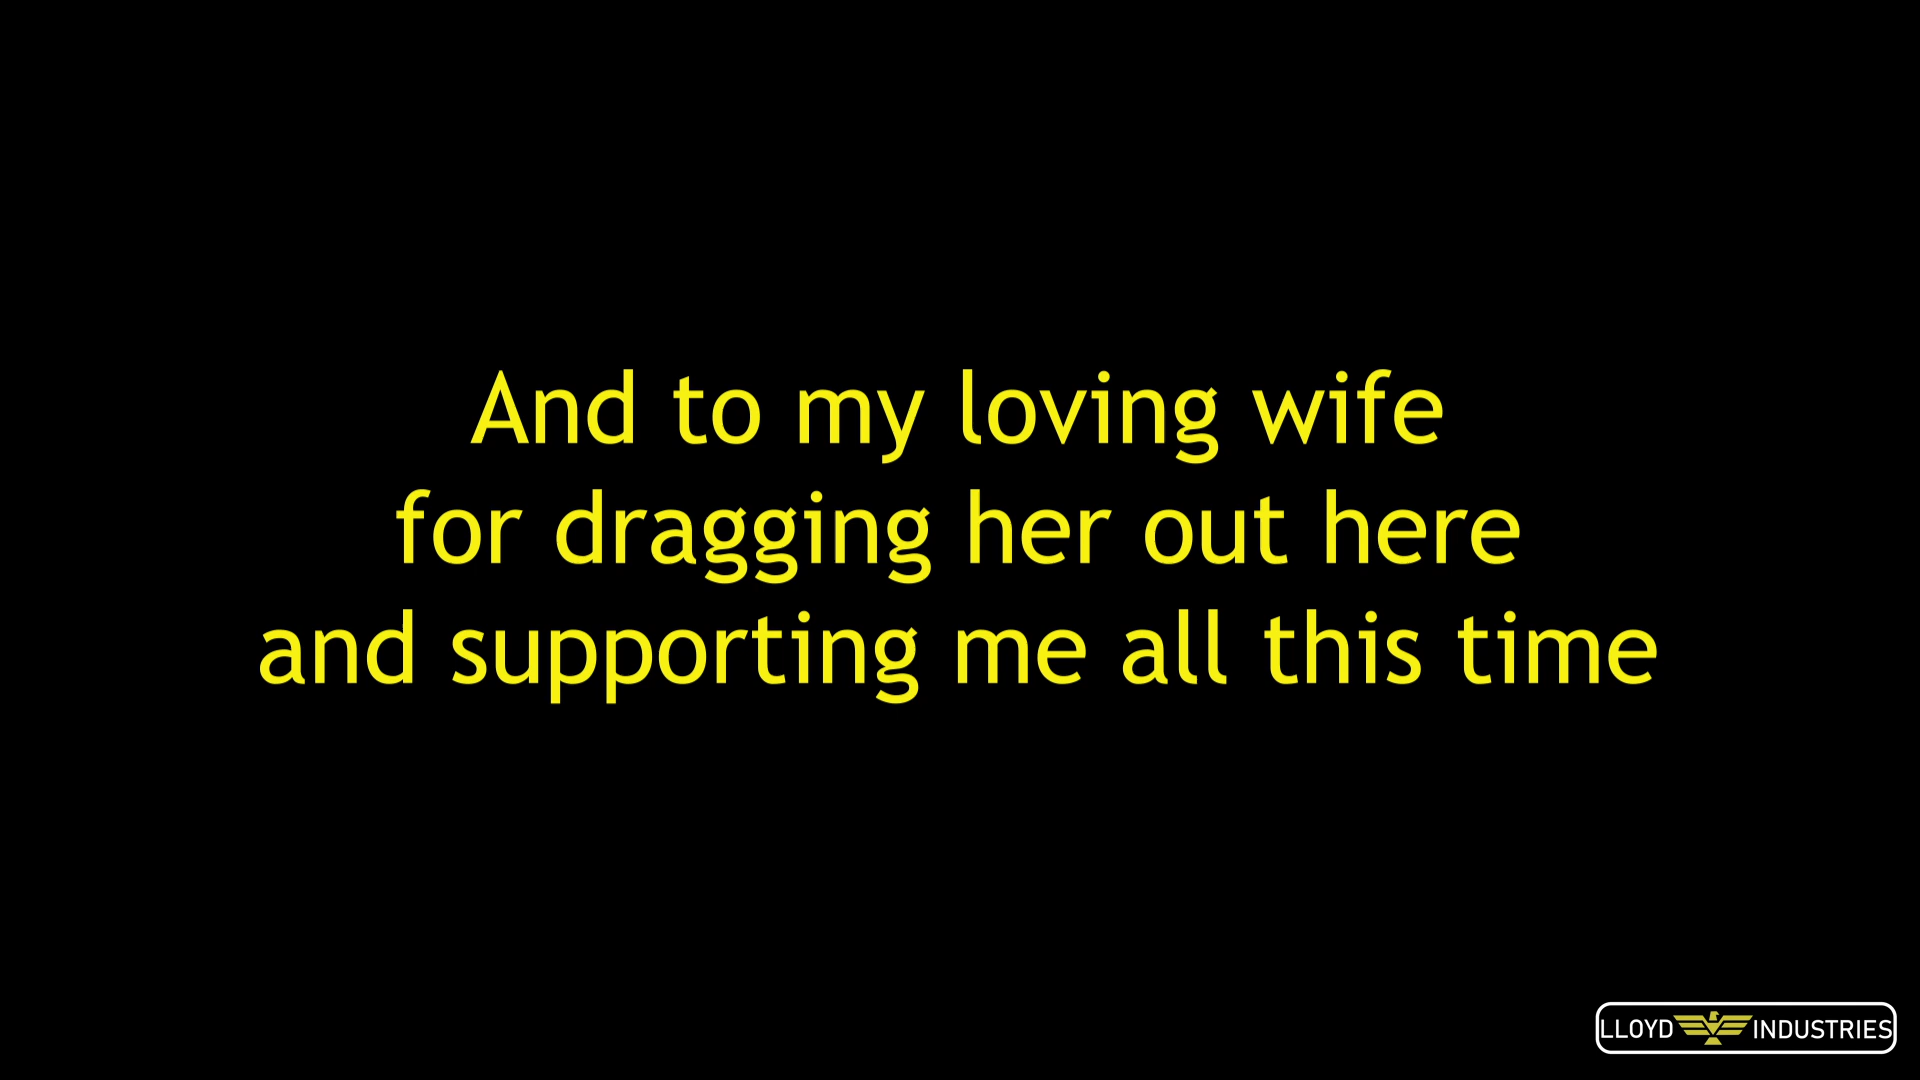 And to my loving wife
for dragging her out here
and supporting me all this time
LLOYD INDUSTRIES